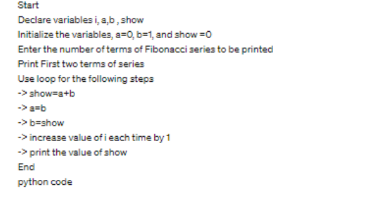 Start
Declare variables i, a,b , show
Initialize the variables, a=0, b=1, and show =0
Enter the number of terms of Fibonacci series to be printed
Print First two terms of series
Use loop for the following steps
-> show=a+b
-> a=b
-> b=show
-> increase value of i each time by 1
-> print the value of show
End
python code